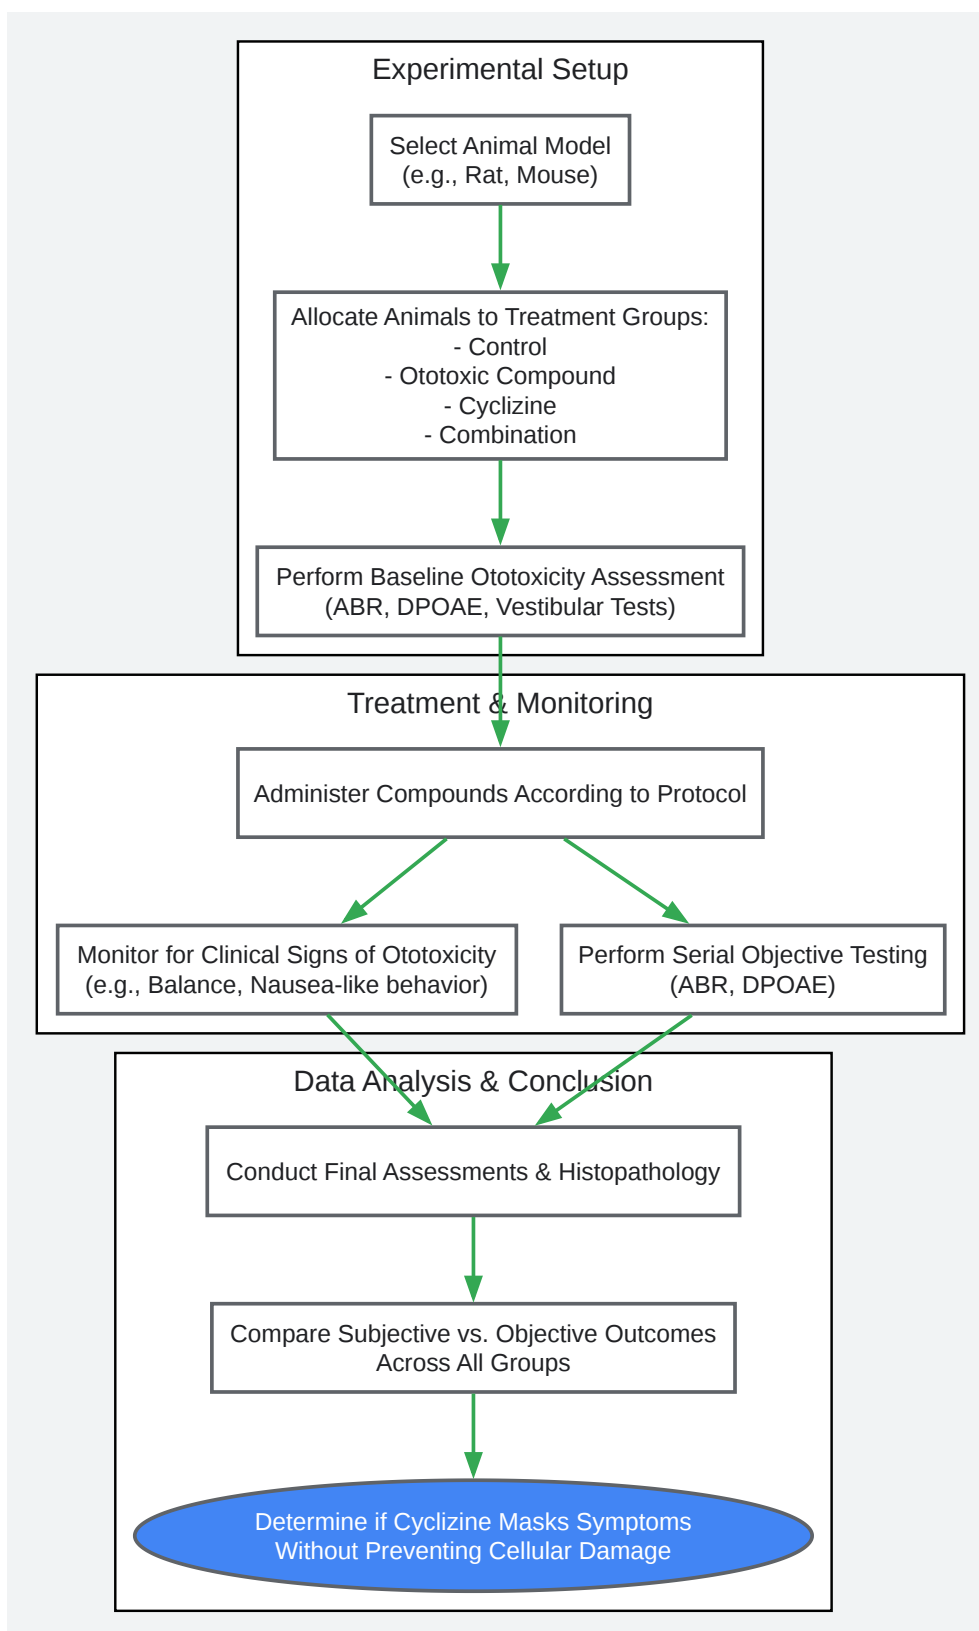 Experimental Setup
Select Animal Model
(e.g., Rat, Mouse)
Allocate Animals to Treatment Groups:
- Control
- Ototoxic Compound
- Cyclizine
- Combination
Perform Baseline Ototoxicity Assessment
(ABR, DPOAE, Vestibular Tests)
Treatment & Monitoring
Administer Compounds According to Protocol
Monitor for Clinical Signs of Ototoxicity
(e.g., Balance, Nausea-like behavior)
Perform Serial Objective Testing
(ABR, DPOAE)
Data Analysis & Conclusion
Conduct Final Assessments & Histopathology
Compare Subjective vs. Objective Outcomes
Across All Groups
Determine if Cyclizine Masks Symptoms
Without Preventing Cellular Damage